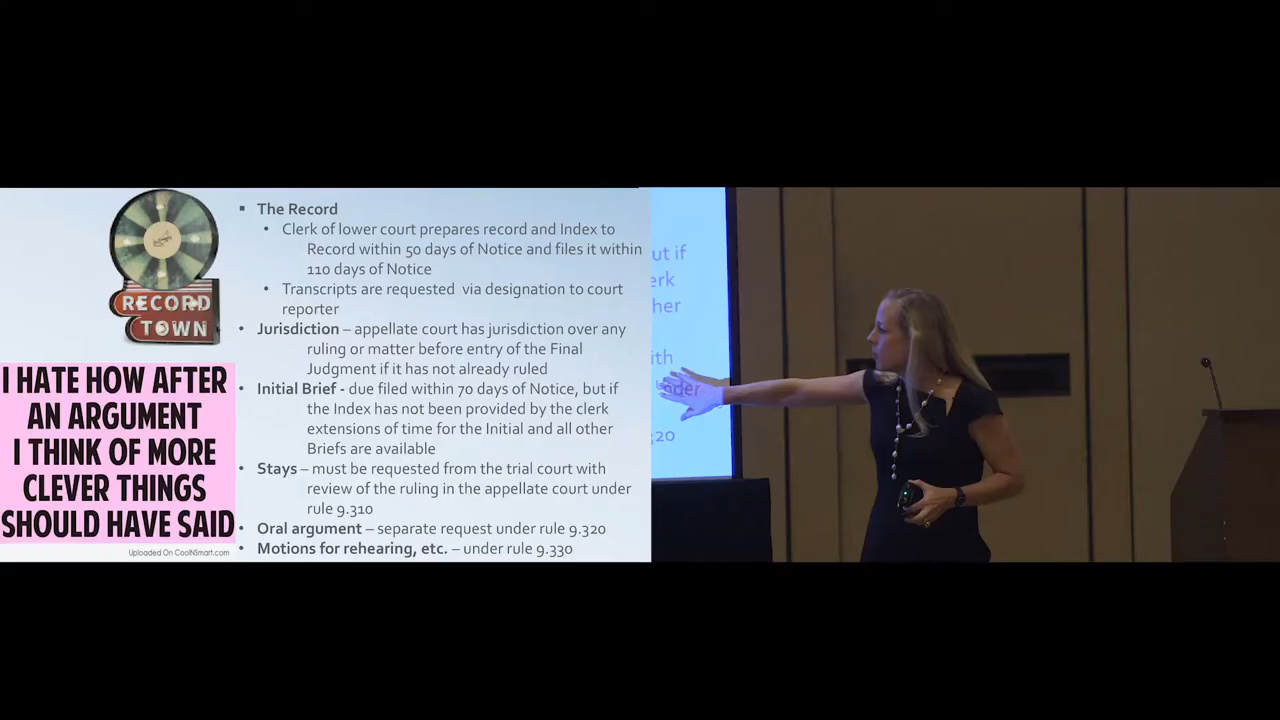 RECORD
TOWN
I HATE HOW AFTER
AN ARGUMENT
I THINK OF MORE
CLEVER THINGS
SHOULD HAVE SAID
Uploaded On CoolNSmart.com
▪ The Record
• Clerk of lower court prepares record and Index to
Record within 50 days of Notice and files it within
110 days of Notice
• Transcripts are requested via designation to court
reporter
• Jurisdiction – appellate court has jurisdiction over any
ruling or matter before entry of the Final
Judgment if it has not already ruled
• Initial Brief - due filed within 70 days of Notice, but if
the Index has not been provided by the clerk
extensions of time for the Initial and all other
Briefs are available
• Stays – must be requested from the trial court with
review of the ruling in the appellate court under
rule 9.310
• Oral argument – separate request under rule 9.320
• Motions for rehearing, etc. – under rule 9.330
ut if
erk
her
ith
nder
.320